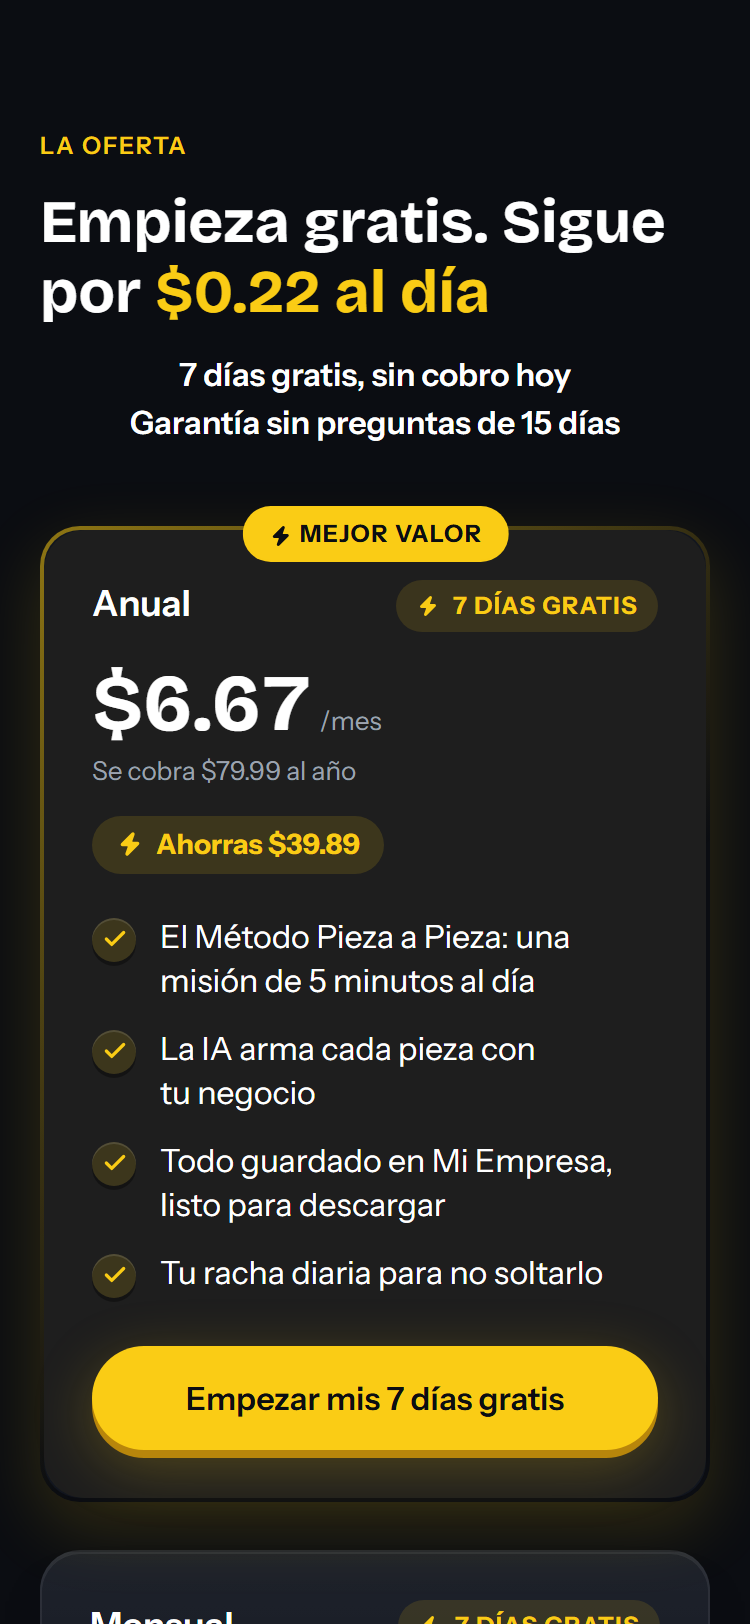 LA OFERTA
Empieza gratis. Sigue
por $0.22 al día
7 días gratis, sin cobro hoy
Garantía sin preguntas de 15 días
MEJOR VALOR
Anual
7 DÍAS GRATIS
$6.67 /mes
Se cobra $79.99 al año
Ahorras $39.89
El Método Pieza a Pieza: una
misión de 5 minutos al día
La IA arma cada pieza con
tu negocio
Todo guardado en Mi Empresa,
listo para descargar
Tu racha diaria para no soltarlo
Empezar mis 7 días gratis
Mensual
7 DÍAS GRATIS